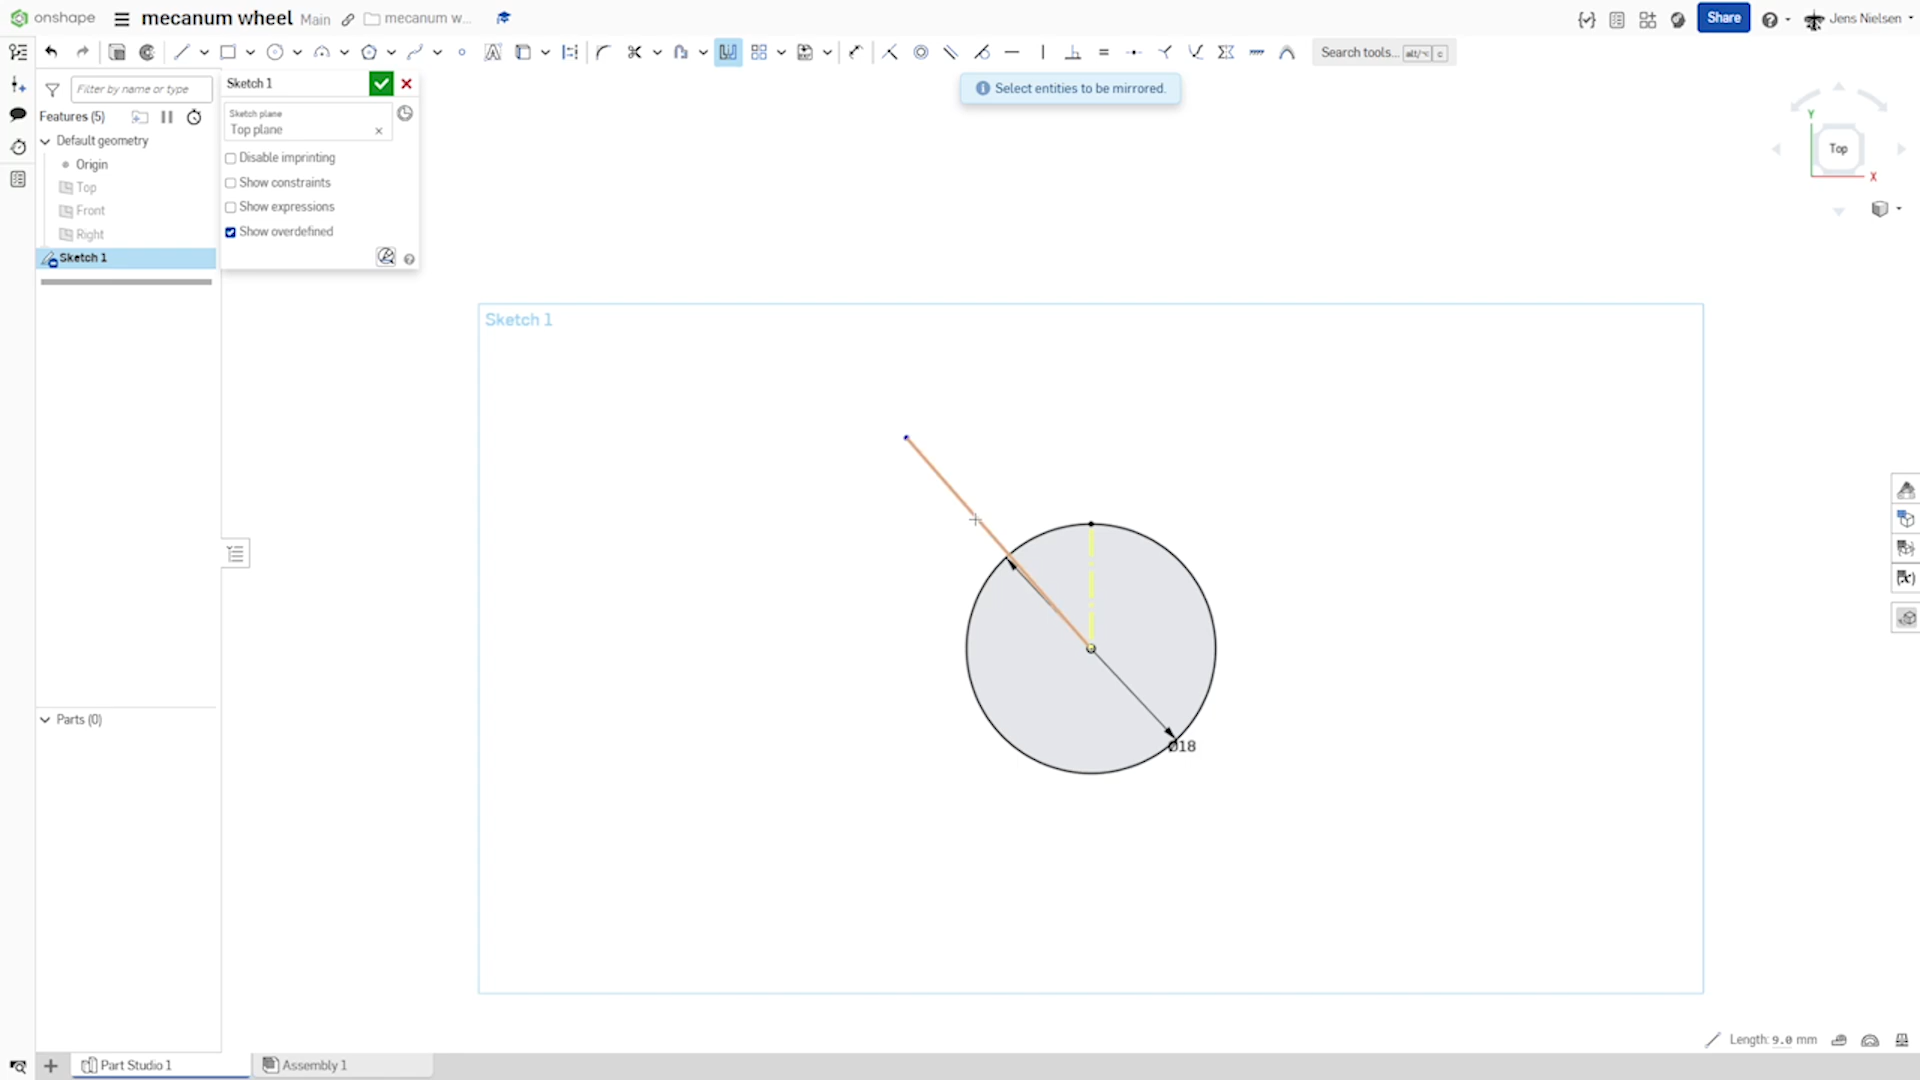 onshape mecanum wheel Main mecanum w... Share Jens Nielsen
Search tools... alt/⌥ c
Filter by name or type
Features (5)
Default geometry
Origin
Top
Front
Right
Sketch 1
Parts (0)
Sketch 1
Sketch plane
Top plane
Disable imprinting
Show constraints
Show expressions
Show overdefined
Select entities to be mirrored.
Y
Top
X
Sketch 1
Ø18
Length: 9.0 mm
Part Studio 1
Assembly 1